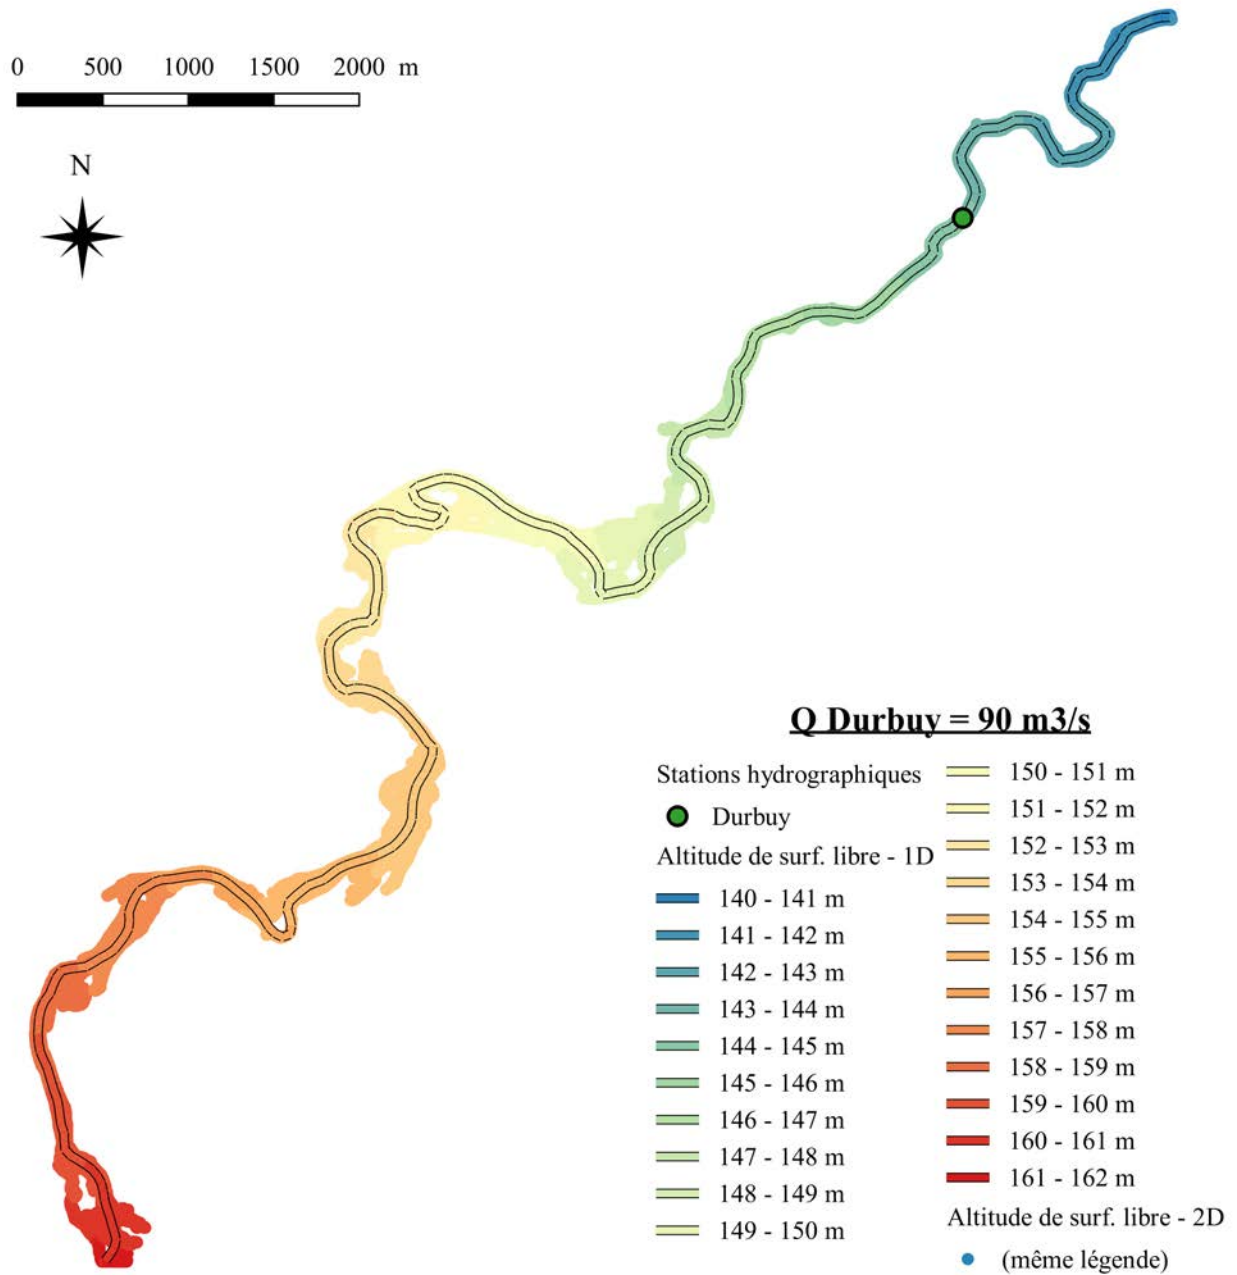 0 500 1000 1500 2000 m
N
Q Durbuy = 90 m3/s
Stations hydrographiques
Durbuy
Altitude de surf. libre - 1D
140 - 141 m
141 - 142 m
142 - 143 m
143 - 144 m
144 - 145 m
145 - 146 m
146 - 147 m
147 - 148 m
148 - 149 m
149 - 150 m
150 - 151 m
151 - 152 m
152 - 153 m
153 - 154 m
154 - 155 m
155 - 156 m
156 - 157 m
157 - 158 m
158 - 159 m
159 - 160 m
160 - 161 m
161 - 162 m
Altitude de surf. libre - 2D
(même légende)